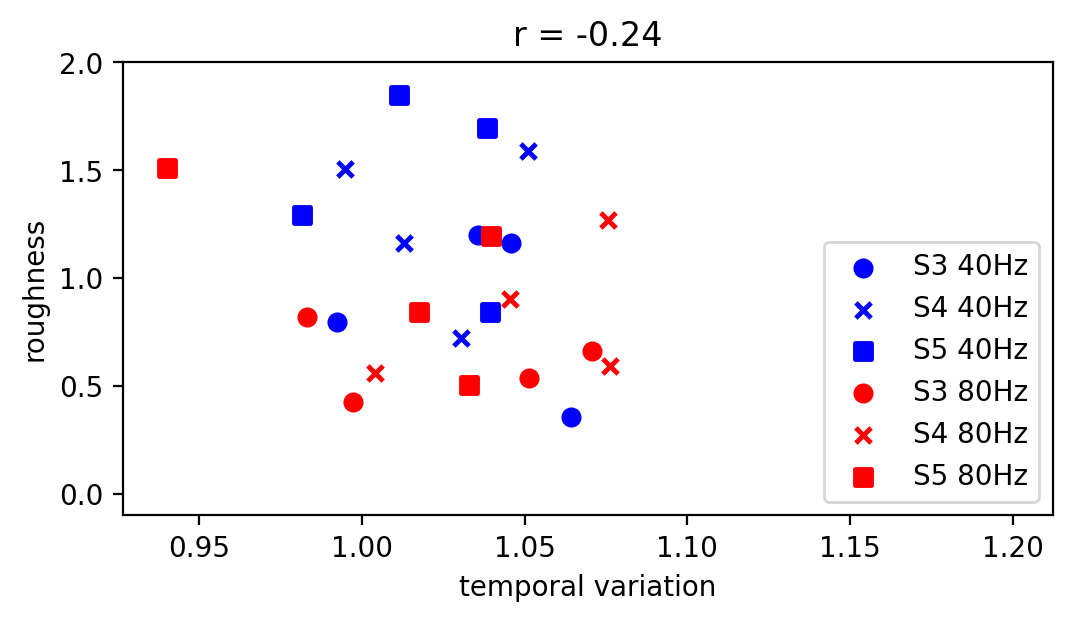 r = -0.24
2.0
1.5
1.0
0.5
0.0
roughness
0.95
1.00
1.05
1.10
1.15
1.20
temporal variation
S3 40Hz
S4 40Hz
S5 40Hz
S3 80Hz
S4 80Hz
S5 80Hz